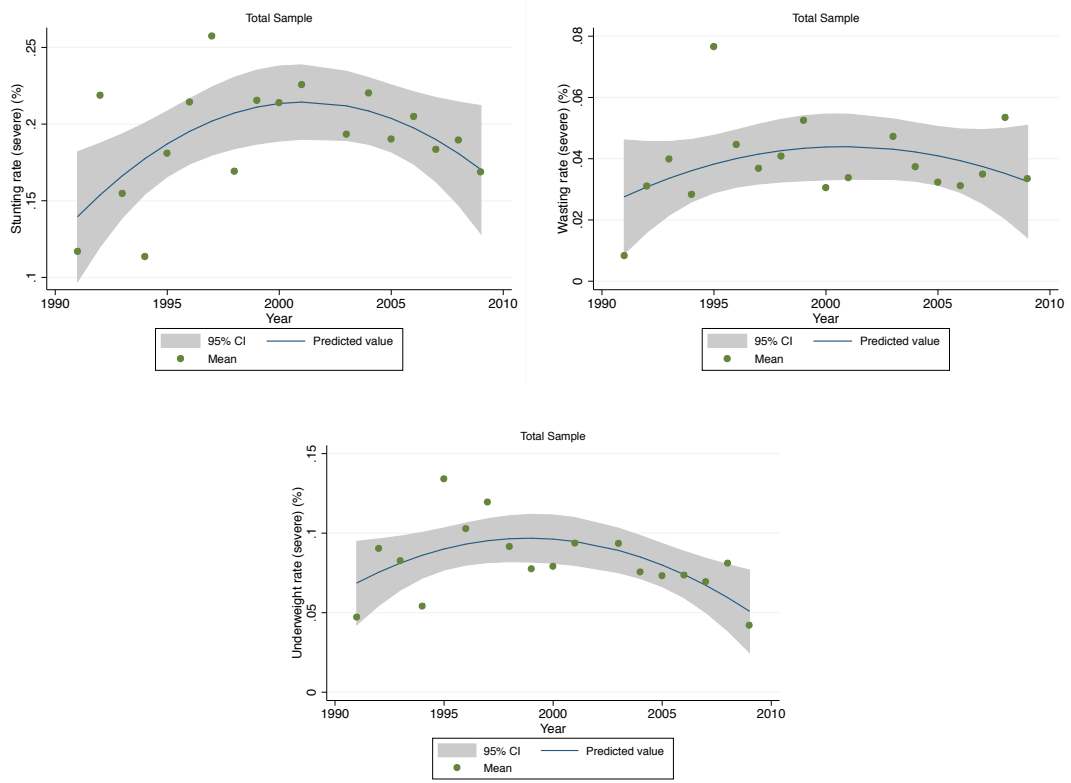 Total Sample
Stunting rate (severe) (%)
.25
.2
.15
.1
1990 1995 2000 2005 2010
Year
95% CI Predicted value
Mean
Total Sample
Wasting rate (severe) (%)
.08
.06
.04
.02
0
1990 1995 2000 2005 2010
Year
95% CI Predicted value
Mean
Total Sample
Underweight rate (severe) (%)
.15
.1
.05
0
1990 1995 2000 2005 2010
Year
95% CI Predicted value
Mean